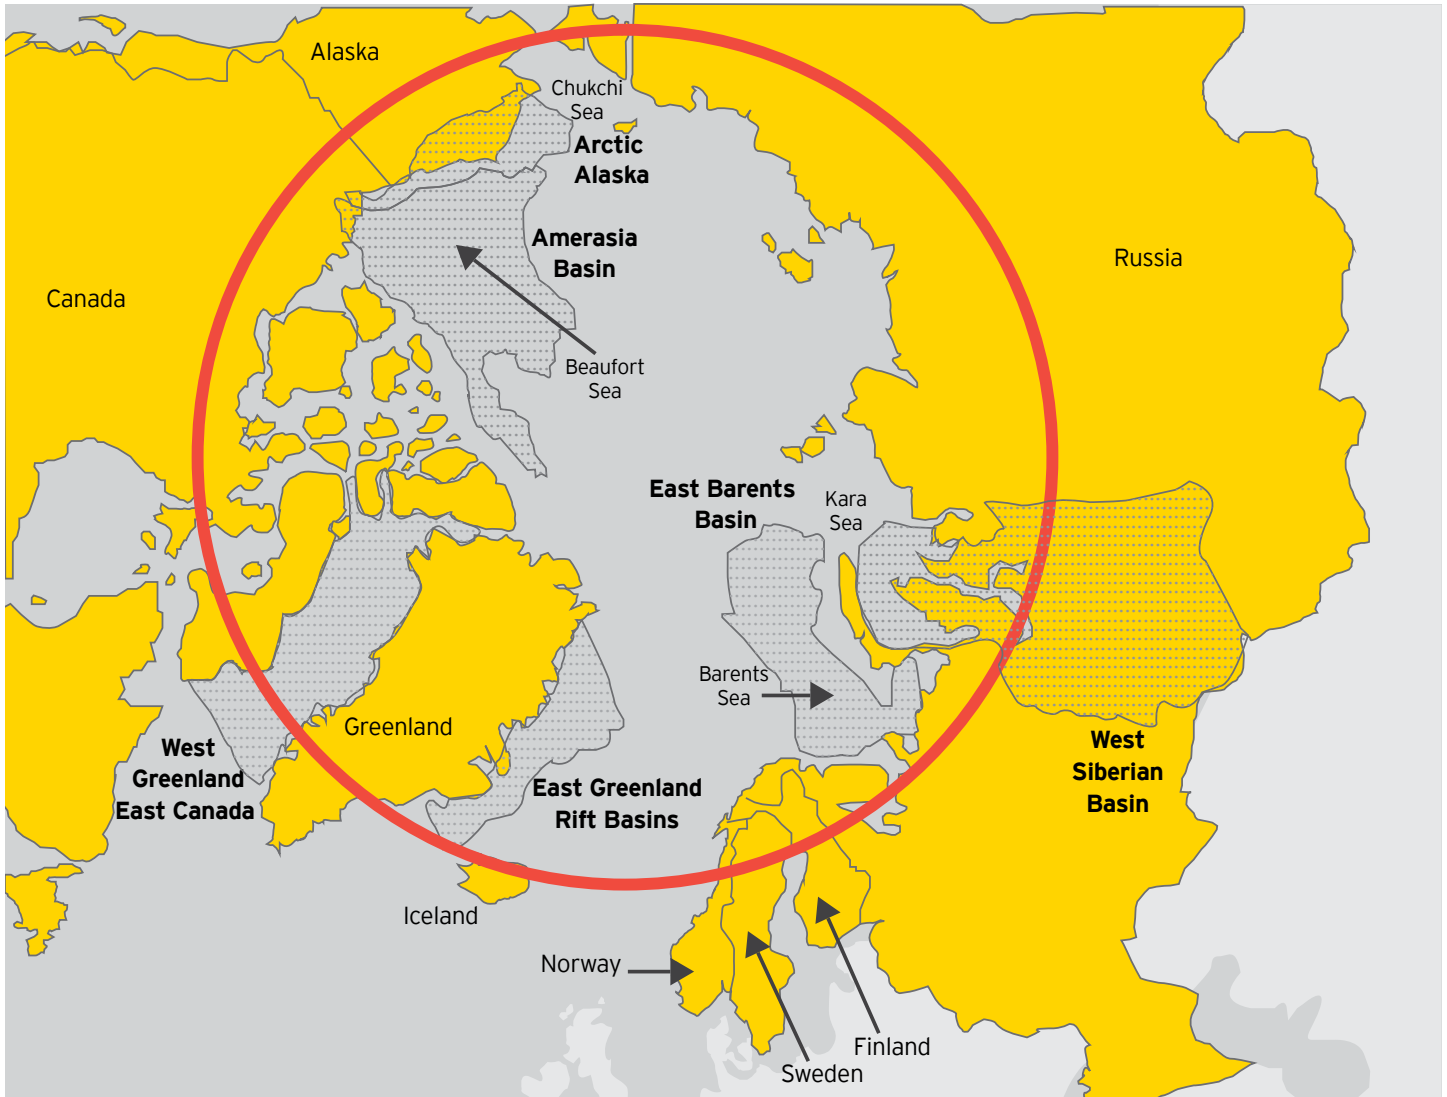 Alaska
Chukchi
Sea
Arctic
Alaska
Amerasia
Basin
Russia
Canada
Beaufort
Sea
East Barents
Basin
Kara
Sea
Barents
Sea
Greenland
West
Greenland
East Canada
East Greenland
Rift Basins
West
Siberian
Basin
Iceland
Norway
Finland
Sweden